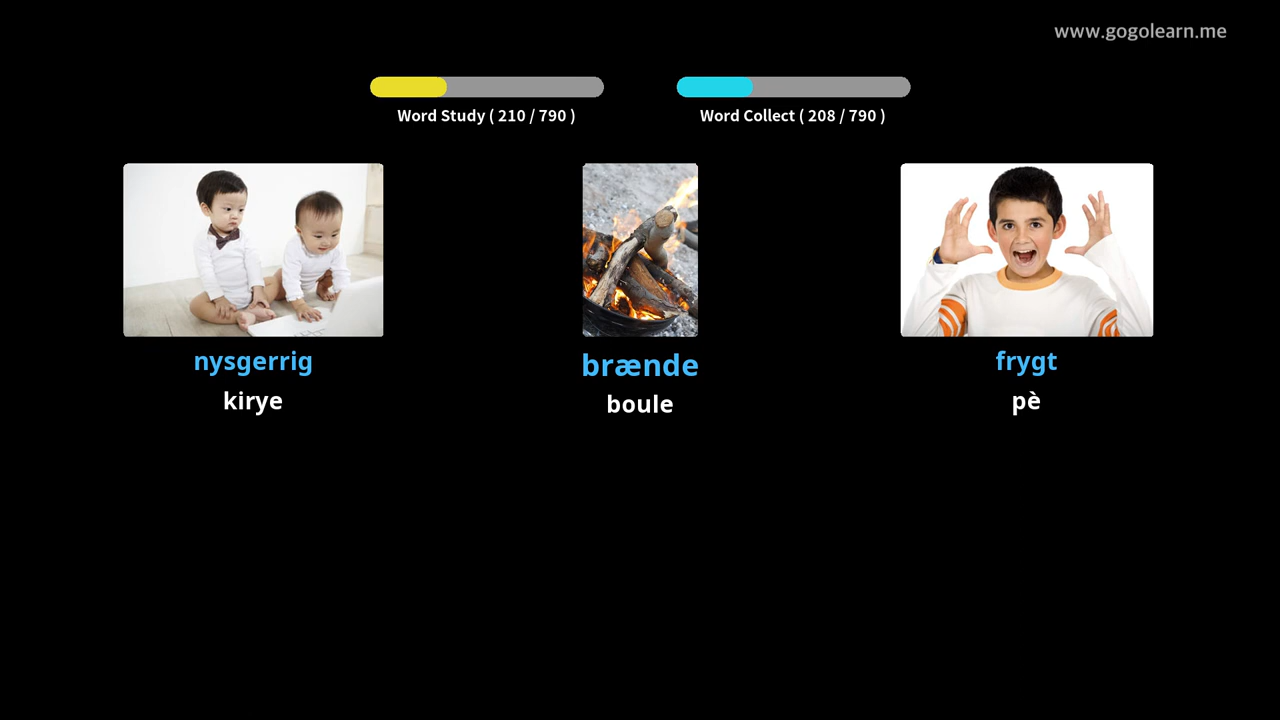 www.gogolearn.me
Word Study ( 210 / 790 )
Word Collect ( 208 / 790 )
nysgerrig
kirye
brænde
boule
frygt
pè